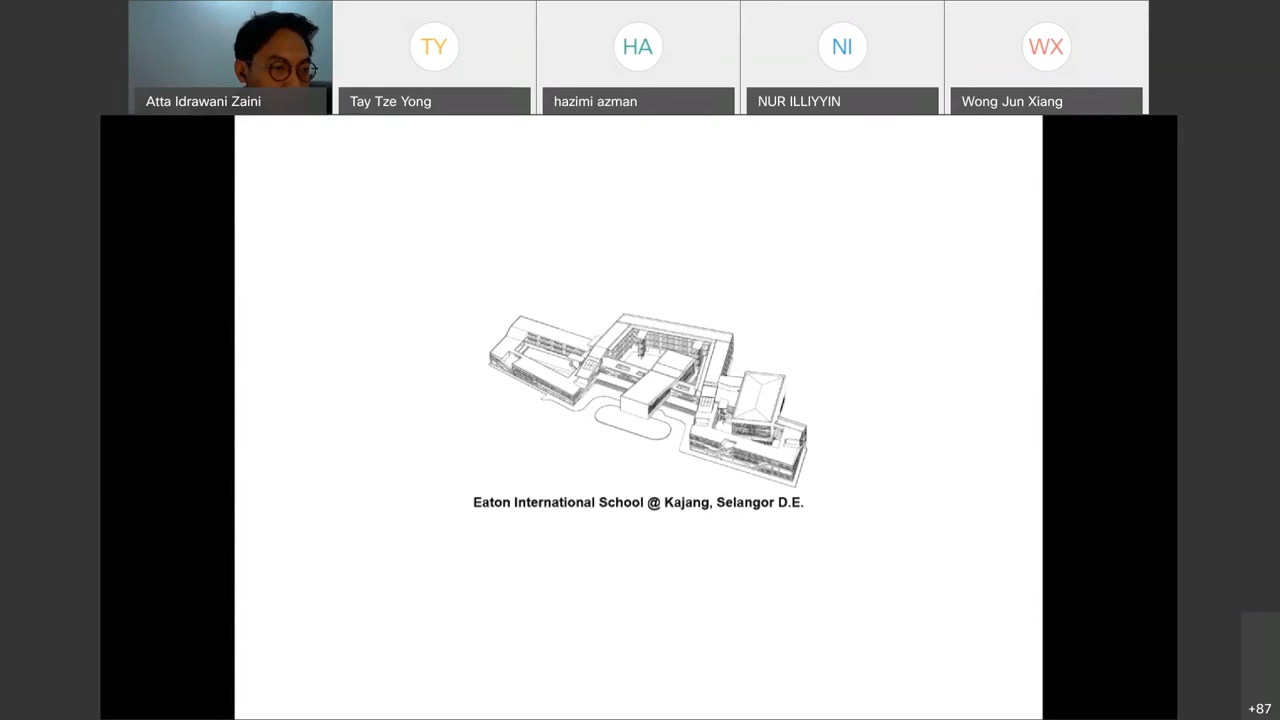 TY
HA
NI
WX
Atta Idrawani Zaini
Tay Tze Yong
hazimi azman
NUR ILLIYYIN
Wong Jun Xiang
Eaton International School @ Kajang, Selangor D.E.
+87